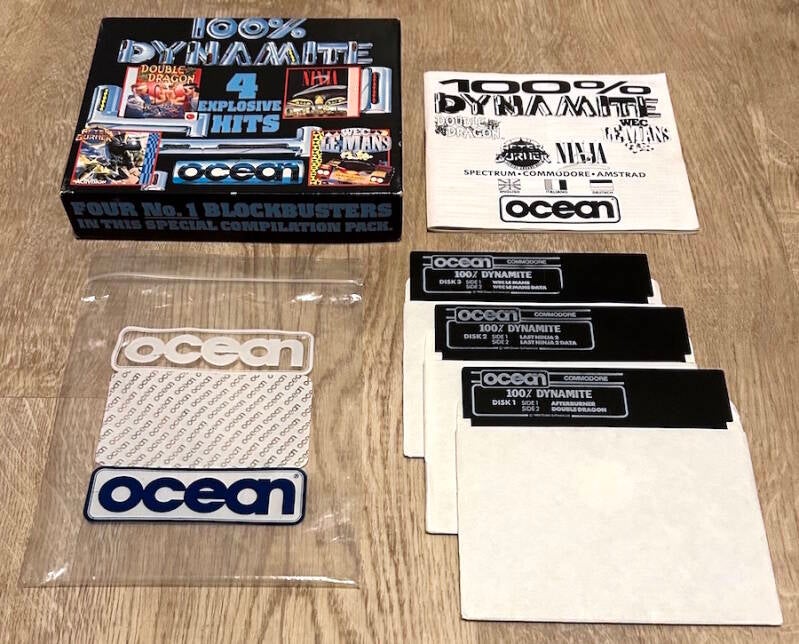 100%
DYNAMITE
DOUBLE
DRAGON
4
EXPLOSIVE
HITS
NINJA
AFTER
BURNER
ACTIVISION
WEC
LE MANS
ocean
FOUR No.1 BLOCKBUSTERS
IN THIS SPECIAL COMPILATION PACK.
100%
DYNAMITE
DOUBLE
DRAGON
WEC
LE MANS
AFTER
BURNER
NINJA
SPECTRUM • COMMODORE • AMSTRAD
ENGLISH ITALIANO DEUTSCH
ocean
ocean COMMODORE
100% DYNAMITE
DISK 3 SIDE 1 WEC LE MANS
SIDE 2 WEC LE MANS DATA
ocean COMMODORE
100% DYNAMITE
DISK 2 SIDE 1 LAST NINJA 2
SIDE 2 LAST NINJA 2 DATA
ocean COMMODORE
100% DYNAMITE
DISK 1 SIDE 1 AFTERBURNER
SIDE 2 DOUBLE DRAGON
ocean
ocean